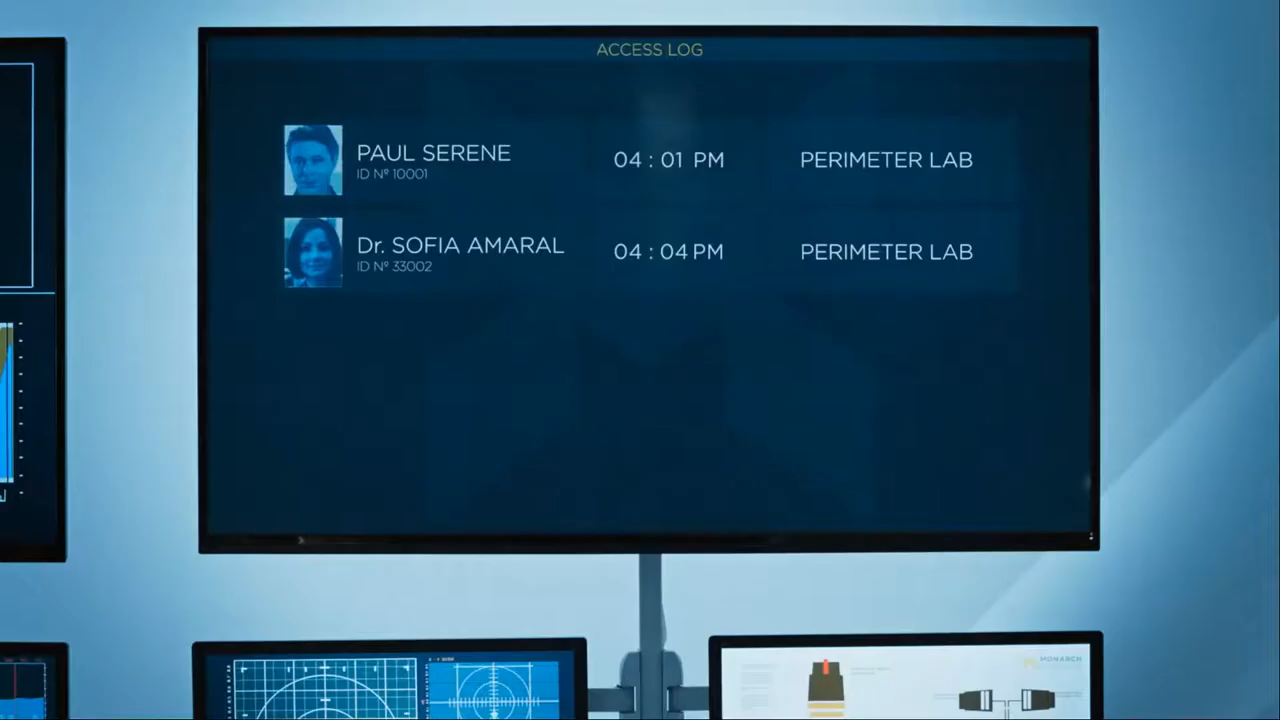 ACCESS LOG
PAUL SERENE
ID Nº 10001
04 : 01 PM
PERIMETER LAB
Dr. SOFIA AMARAL
ID Nº 33002
04 : 04 PM
PERIMETER LAB
MONARCH